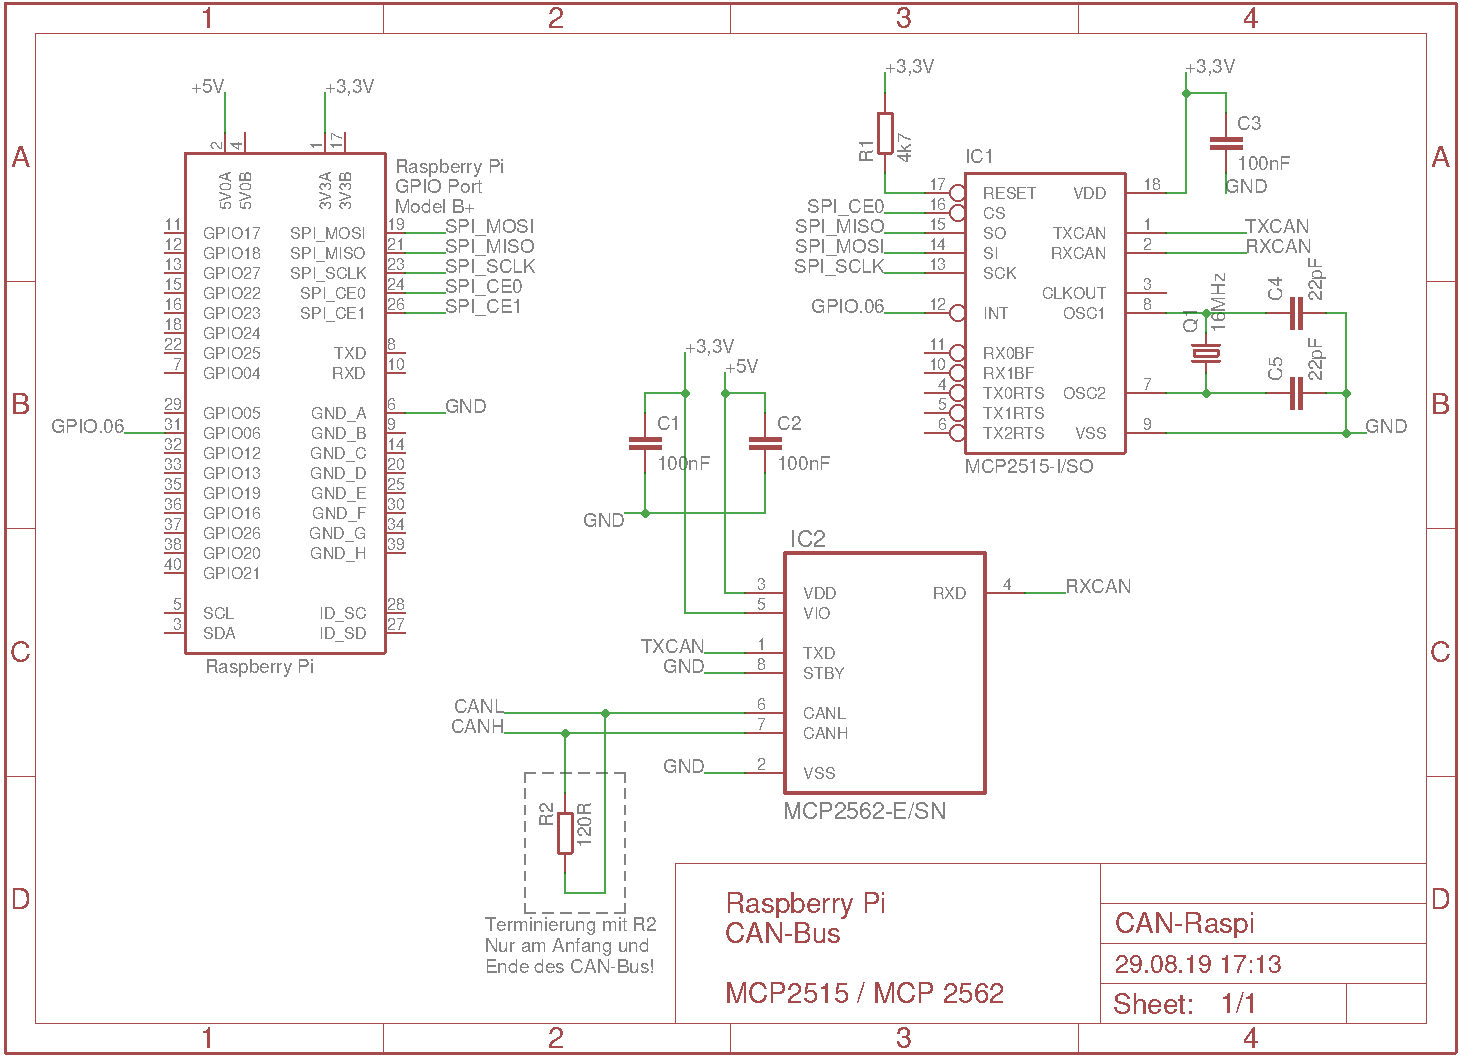 1 2 3 4
A A
B B
C C
D D
1 2 3 4
+5V
+3,3V
2 4 1 17
5V0A 5V0B 3V3A 3V3B
Raspberry Pi
GPIO Port
Model B+
11 GPIO17 SPI_MOSI 19 SPI_MOSI
12 GPIO18 SPI_MISO 21 SPI_MISO
13 GPIO27 SPI_SCLK 23 SPI_SCLK
15 GPIO22 SPI_CE0 24 SPI_CE0
16 GPIO23 SPI_CE1 26 SPI_CE1
18 GPIO24
22 GPIO25 TXD 8
7 GPIO04 RXD 10
29 GPIO05 GND_A 6 GND
GPIO.06 31 GPIO06 GND_B 9
32 GPIO12 GND_C 14
33 GPIO13 GND_D 20
35 GPIO19 GND_E 25
36 GPIO16 GND_F 30
37 GPIO26 GND_G 34
38 GPIO20 GND_H 39
40 GPIO21
5 SCL ID_SC 28
3 SDA ID_SD 27
Raspberry Pi
+3,3V
R1
4k7
IC1
17 RESET VDD 18
SPI_CE0 16 CS
SPI_MISO 15 SO TXCAN 1 TXCAN
SPI_MOSI 14 SI RXCAN 2 RXCAN
SPI_SCLK 13 SCK
CLKOUT 3
GPIO.06 12 INT OSC1 8
11 RX0BF
10 RX1BF
4 TX0RTS OSC2 7
5 TX1RTS
6 TX2RTS VSS 9 GND
MCP2515-I/SO
+3,3V
C3
100nF
GND
Q1
16MHz
C4
22pF
C5
22pF
+3,3V
+5V
C1
100nF
C2
100nF
GND
IC2
3 VDD RXD 4 RXCAN
5 VIO
TXCAN 1 TXD
GND 8 STBY
CANL 6 CANL
CANH 7 CANH
GND 2 VSS
MCP2562-E/SN
R2
120R
Terminierung mit R2
Nur am Anfang und
Ende des CAN-Bus!
Raspberry Pi
CAN-Bus
MCP2515 / MCP 2562
CAN-Raspi
29.08.19 17:13
Sheet: 1/1